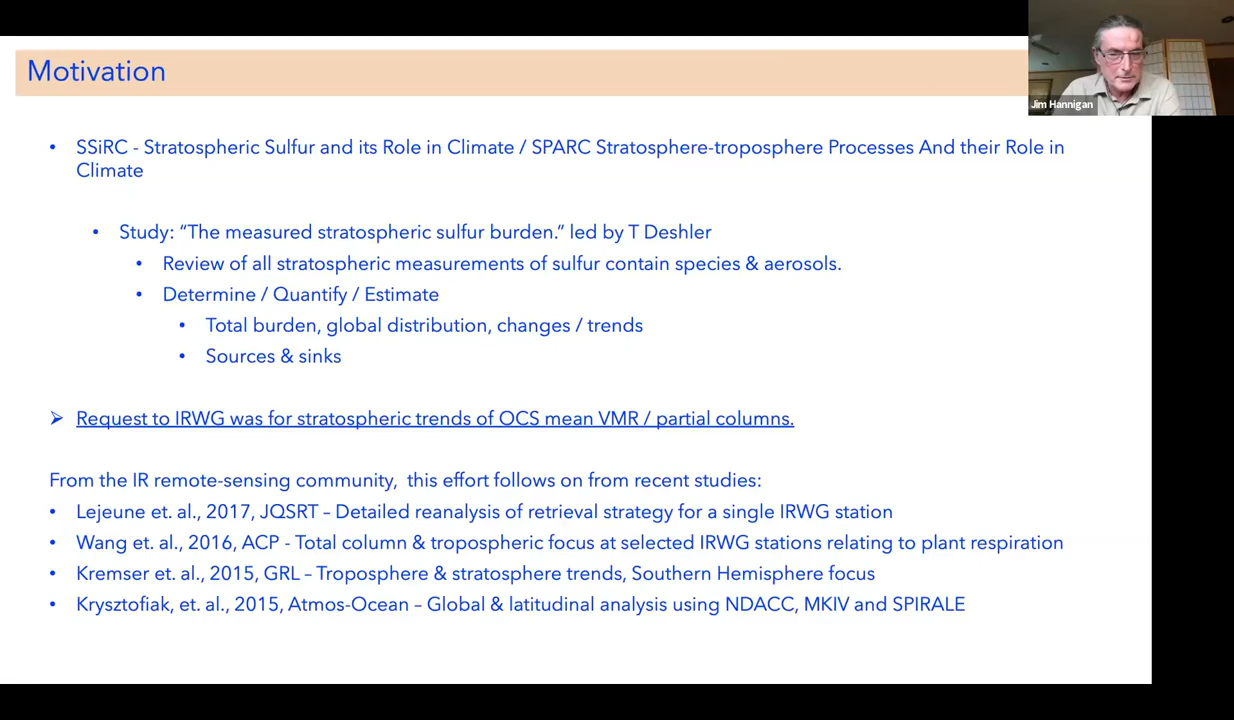 Motivation
Jim Hannigan
• SSiRC - Stratospheric Sulfur and its Role in Climate / SPARC Stratosphere-troposphere Processes And their Role in
Climate
• Study: “The measured stratospheric sulfur burden.” led by T Deshler
• Review of all stratospheric measurements of sulfur contain species & aerosols.
• Determine / Quantify / Estimate
• Total burden, global distribution, changes / trends
• Sources & sinks
➢ Request to IRWG was for stratospheric trends of OCS mean VMR / partial columns.
From the IR remote-sensing community,  this effort follows on from recent studies:
• Lejeune et. al., 2017, JQSRT – Detailed reanalysis of retrieval strategy for a single IRWG station
• Wang et. al., 2016, ACP - Total column & tropospheric focus at selected IRWG stations relating to plant respiration
• Kremser et. al., 2015, GRL – Troposphere & stratosphere trends, Southern Hemisphere focus
• Krysztofiak, et. al., 2015, Atmos-Ocean – Global & latitudinal analysis using NDACC, MKIV and SPIRALE